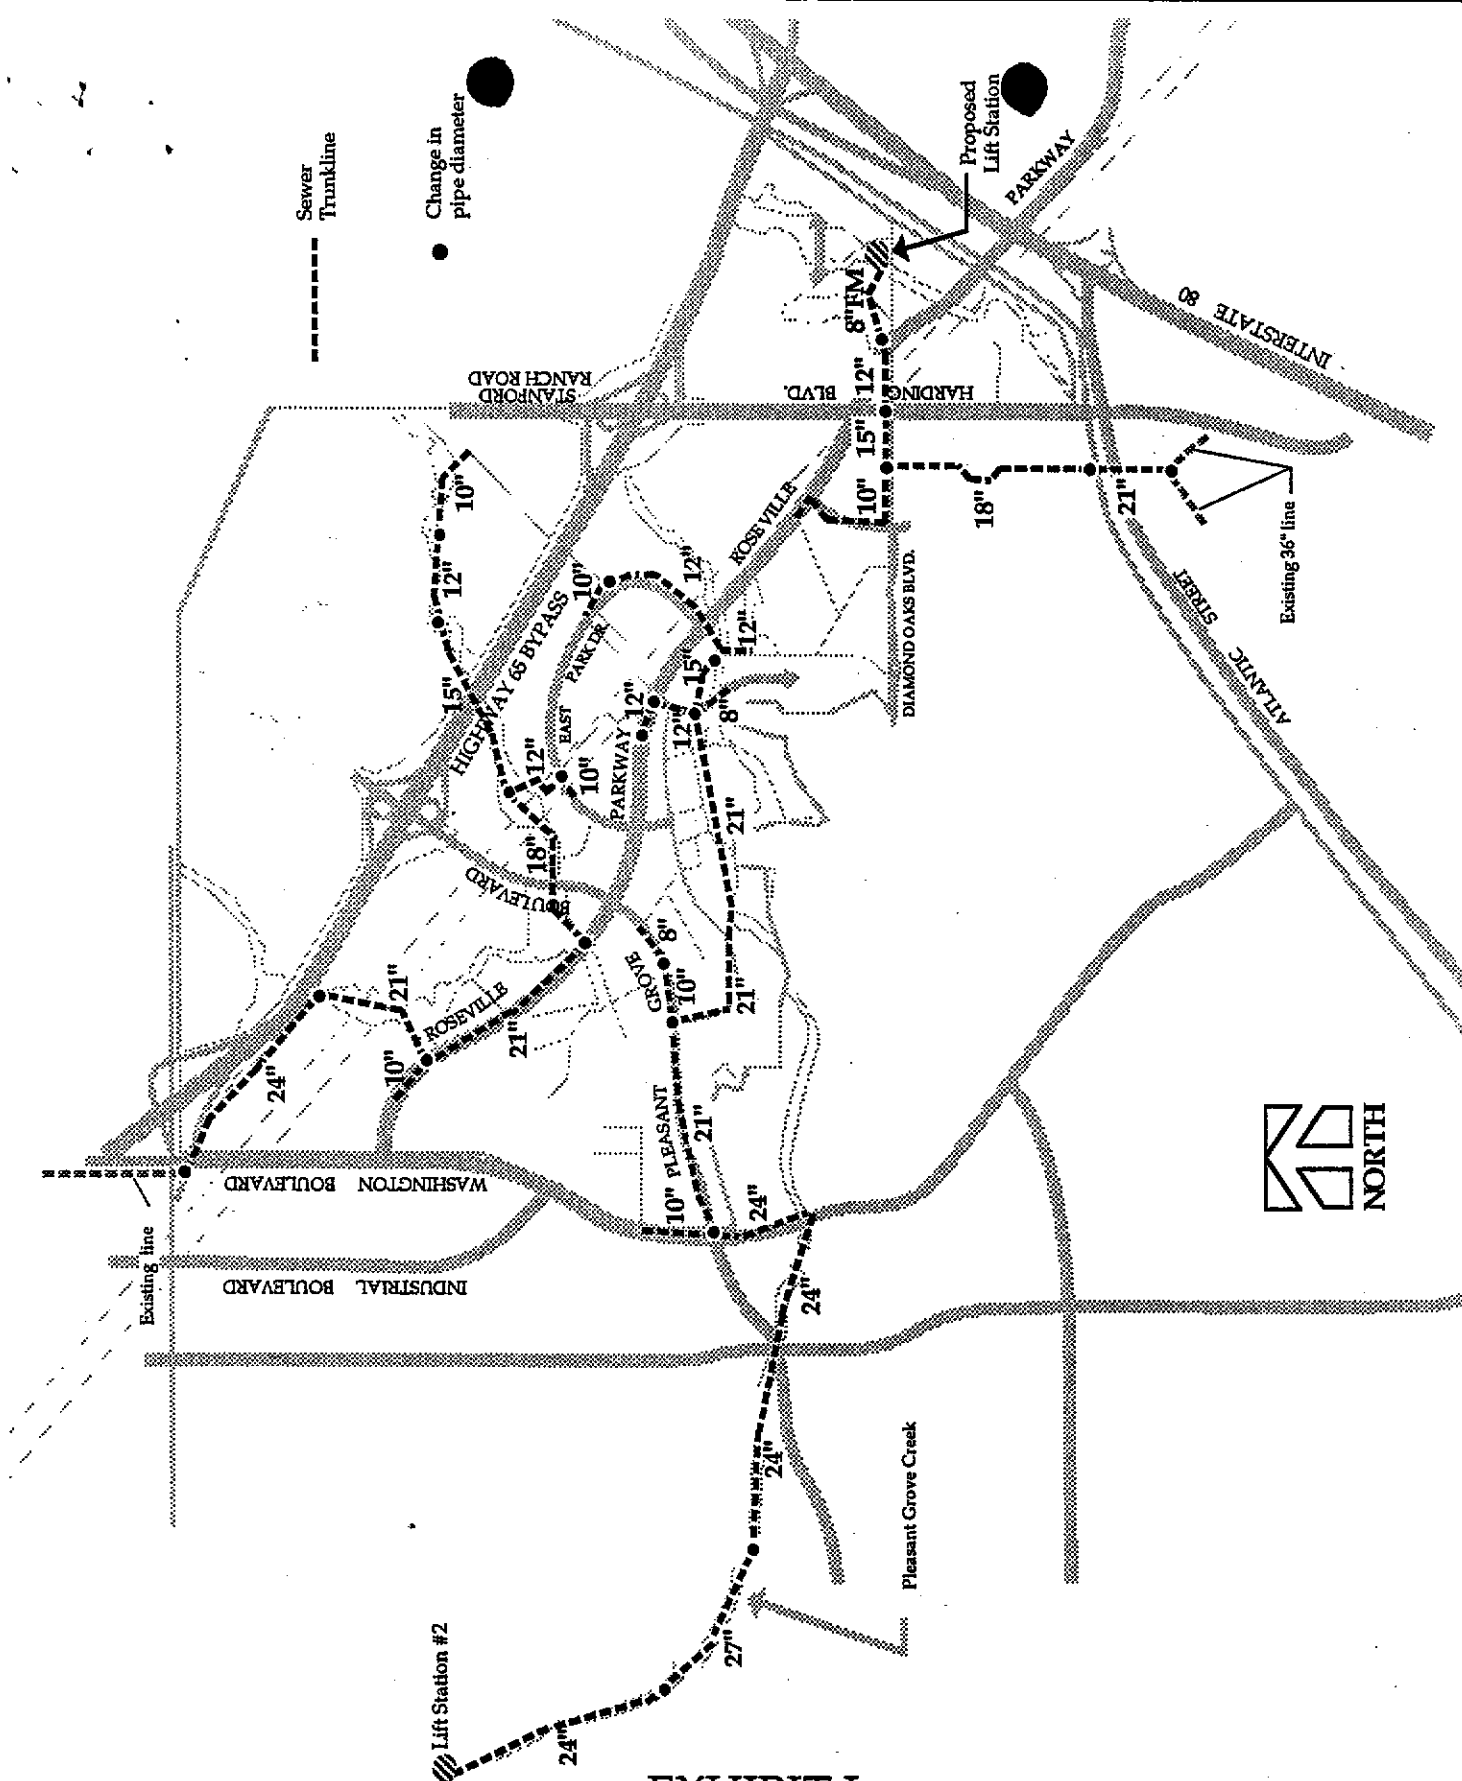 Sewer
Trunkline
Change in
pipe diameter
Proposed
Lift Station
PARKWAY
INTERSTATE 80
STANFORD
RANCH ROAD
HARDING BLVD.
8"FM
12"
15"
10"
18"
21"
Existing 36" line
10"
12"
15"
HIGHWAY 65 BYPASS
10"
12"
PARK DR.
EAST
ROSEVILLE
PARKWAY
12"
15"
12"
12"
8"
12"
10"
DIAMOND OAKS BLVD.
ATLANTIC STREET
18"
BOULEVARD
21"
8"
GROVE
10"
21"
21"
ROSEVILLE
21"
10"
24"
PLEASANT
21"
10"
24"
24"
WASHINGTON BOULEVARD
INDUSTRIAL BOULEVARD
Existing line
24"
Pleasant Grove Creek
27"
24"
Lift Station #2
NORTH